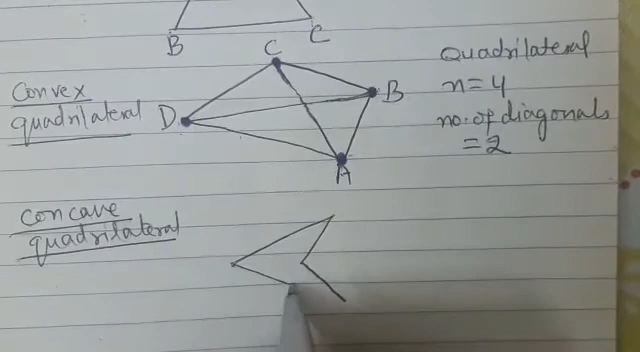 B
C
C
Convex
quadrilateral
D
B
A
Quadrilateral
n=4
no. of diagonals
=2
concave
quadrilateral